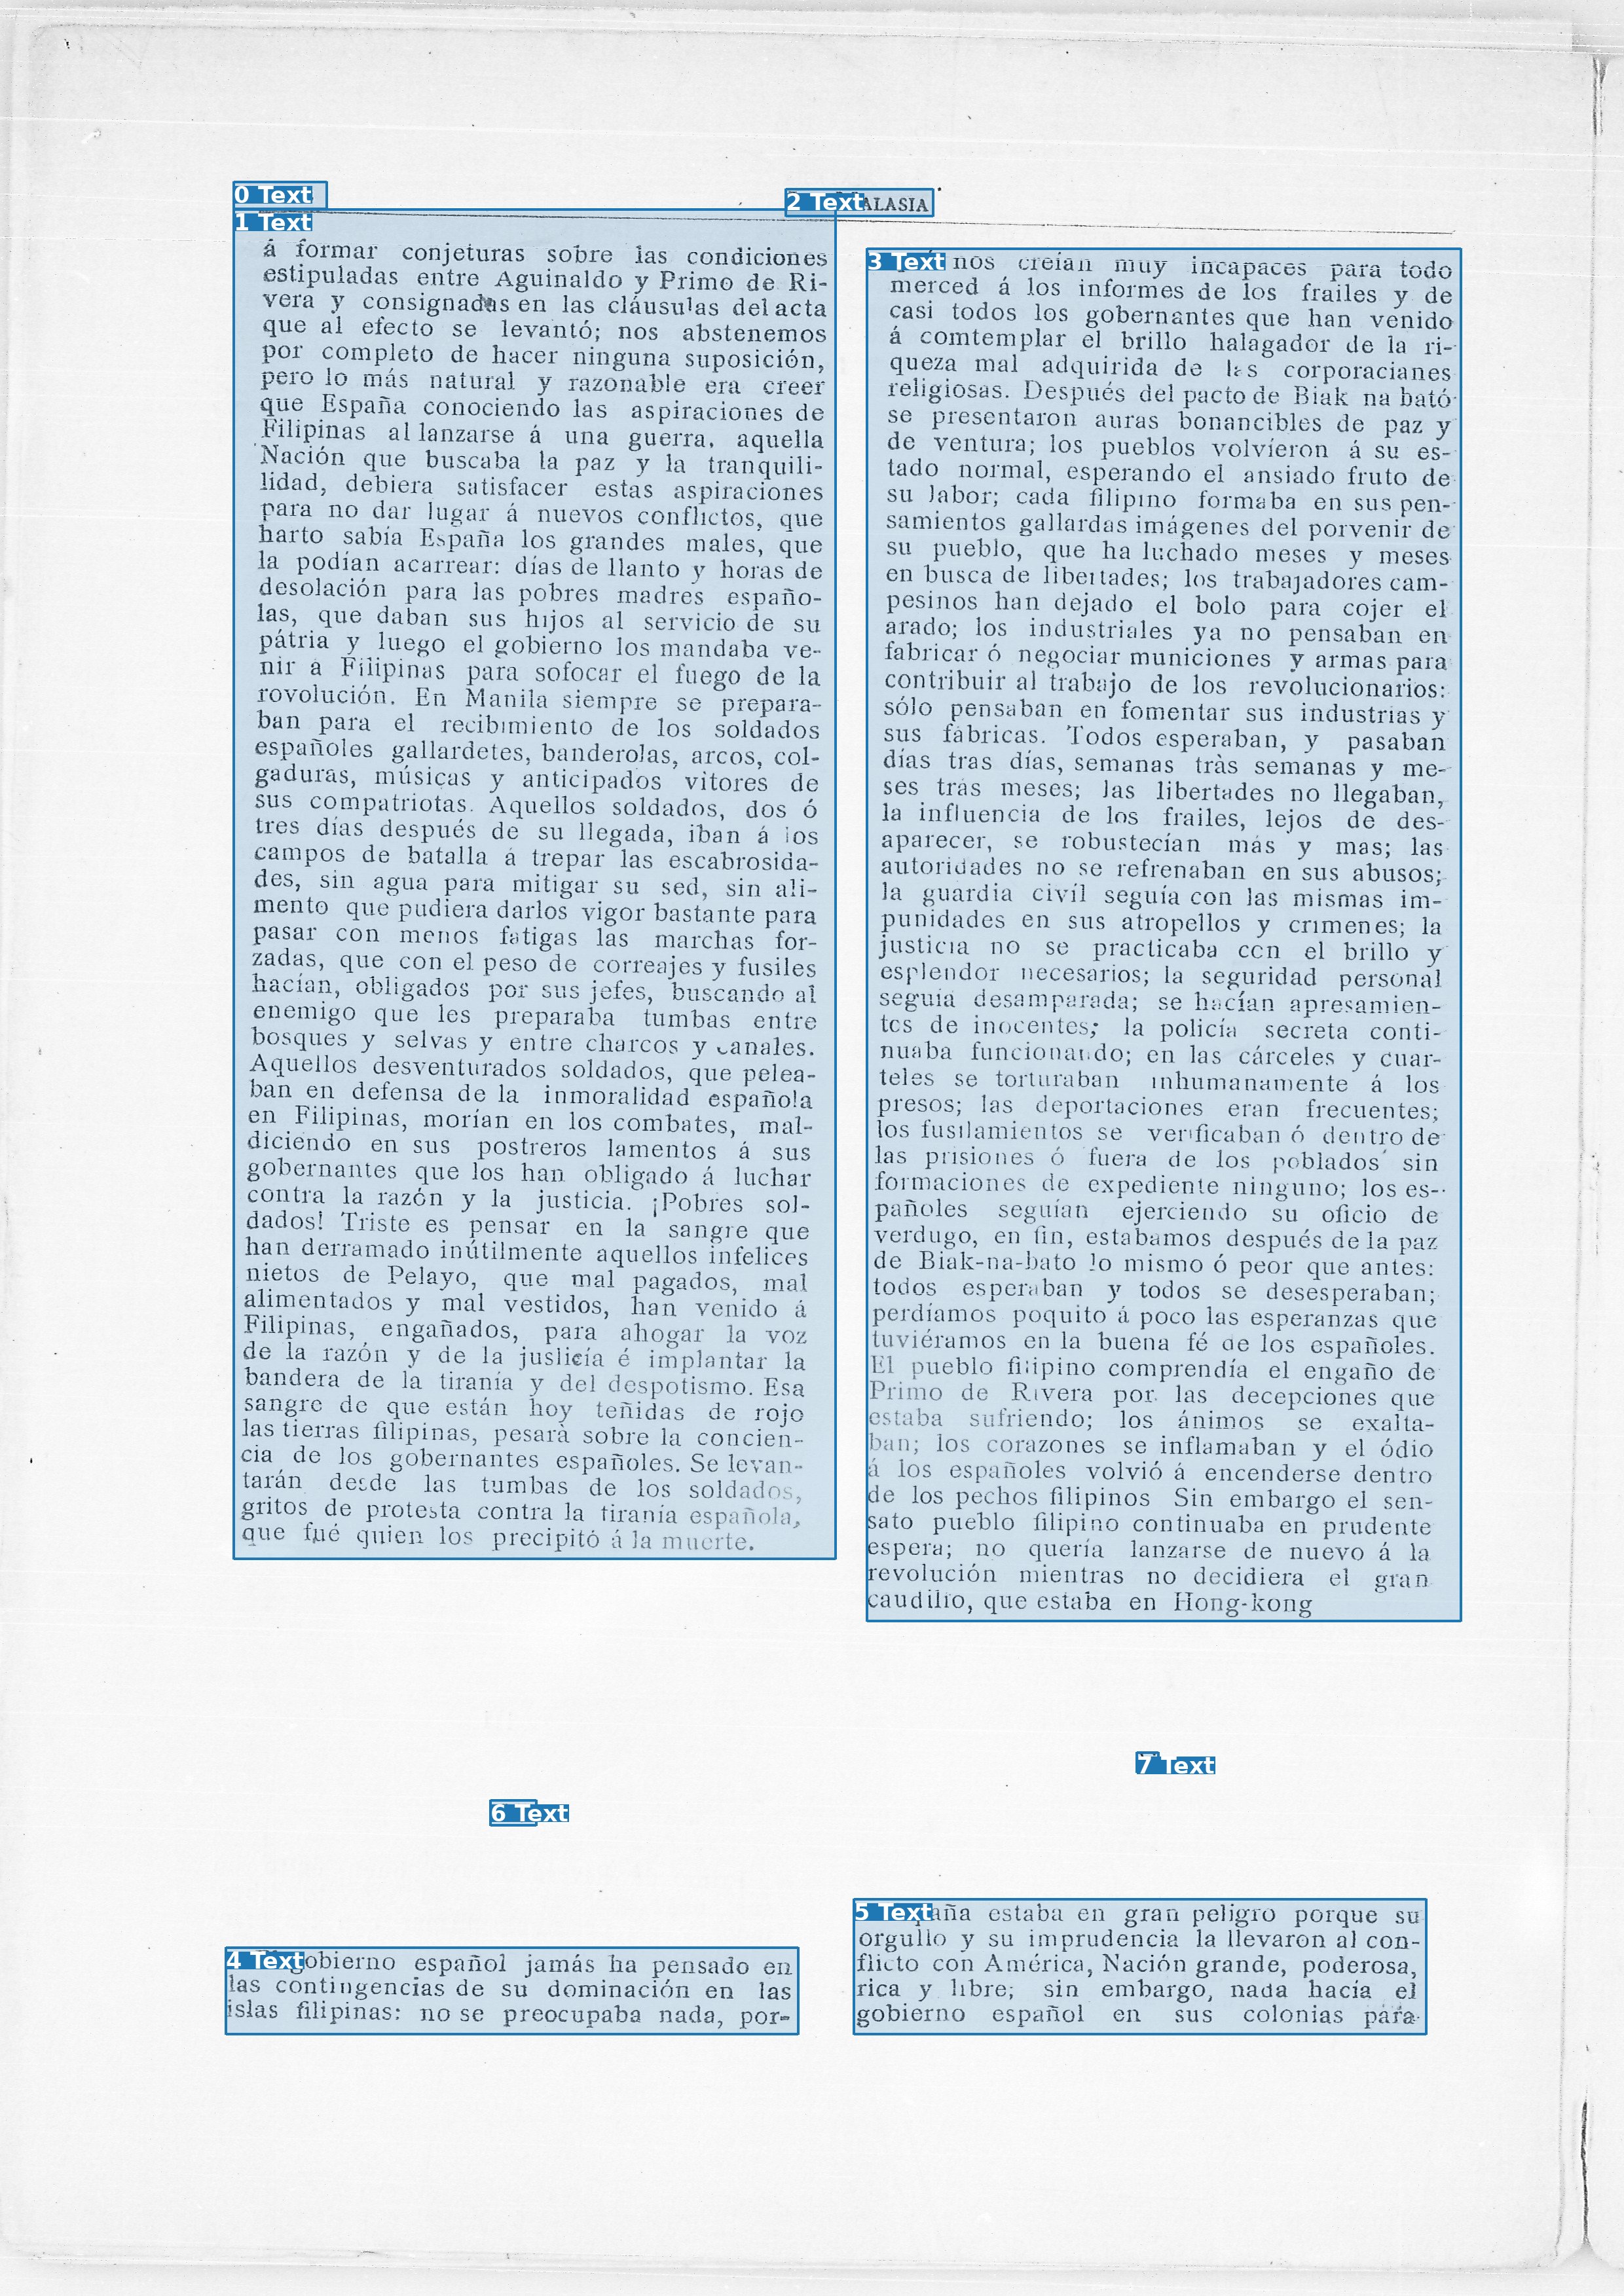 ALASIA
á formar conjeturas sobre las condiciones
estipuladas entre Aguinaldo y Primo de Ri-
vera y consignadas en las cláusulas del acta
que al efecto se levantó; nos abstenemos
por completo de hacer ninguna suposición,
pero lo más natural y razonable era creer
que España conociendo las aspiraciones de
Filipinas al lanzarse á una guerra, aquella
Nación que buscaba la paz y la tranquili-
lidad, debiera satisfacer estas aspiraciones
para no dar lugar á nuevos conflictos, que
harto sabía España los grandes males, que
la podían acarrear: días de llanto y horas de
desolación para las pobres madres españo-
las, que daban sus hijos al servicio de su
pátria y luego el gobierno los mandaba ve-
nir á Filipinas para sofocar el fuego de la
rovolución. En Manila siempre se prepara-
ban para el recibimiento de los soldados
españoles gallardetes, banderolas, arcos, col-
gaduras, músicas y anticipados vitores de
sus compatriotas. Aquellos soldados, dos ó
tres días después de su llegada, iban á los
campos de batalla á trepar las escabrosida-
des, sin agua para mitigar su sed, sin ali-
mento que pudiera darlos vigor bastante para
pasar con menos fatigas las marchas for-
zadas, que con el peso de correajes y fusiles
hacían, obligados por sus jefes, buscando al
enemigo que les preparaba tumbas entre
bosques y selvas y entre charcos y canales.
Aquellos desventurados soldados, que pelea-
ban en defensa de la inmoralidad española
en Filipinas, morían en los combates, mal-
diciendo en sus postreros lamentos á sus
gobernantes que los han obligado á luchar
contra la razón y la justicia. ¡Pobres sol-
dados! Triste es pensar en la sangre que
han derramado inútilmente aquellos infelices
nietos de Pelayo, que mal pagados, mal
alimentados y mal vestidos, han venido á
Filipinas, engañados, para ahogar la voz
de la razón y de la juslicía é implantar la
bandera de la tiranía y del despotismo. Esa
sangre de que están hoy teñidas de rojo
las tierras filipinas, pesarà sobre la concien-
cia de los gobernantes españoles. Se levan-
tarán desde las tumbas de los soldados,
gritos de protesta contra la tiranía española,
que fué quien los precipitó á la muerte.
gobierno español jamás ha pensado en
las contingencias de su dominación en las
islas filipinas: no se preocupaba nada, por-
nos creían muy incapaces para todo
merced á los informes de los frailes y de
casi todos los gobernantes que han venido
á comtemplar el brillo halagador de la ri-
queza mal adquirida de las corporacianes
religiosas. Después del pacto de Biak na bató
se presentaron auras bonancibles de paz y
de ventura; los pueblos volvieron á su es-
tado normal, esperando el ansiado fruto de
su labor; cada filipino formaba en sus pen-
samientos gallardas imágenes del porvenir de
su pueblo, que ha luchado meses y meses
en busca de libertades; los trabajadores cam-
pesinos han dejado el bolo para cojer el
arado; los industriales ya no pensaban en
fabricar ó negociar municiones y armas para
contribuir al trabajo de los revolucionarios:
sólo pensaban en fomentar sus industrias y
sus fábricas. Todos esperaban, y pasaban
días tras días, semanas tràs semanas y me-
ses tras meses; las libertades no llegaban,
la influencia de los frailes, lejos de des-
aparecer, se robustecían más y mas; las
autoridades no se refrenaban en sus abusos;
la guardia civíl seguía con las mismas im-
punidades en sus atropellos y crimenes; la
justicia no se practicaba con el brillo y
esplendor necesarios; la seguridad personal
seguia desamparada; se hacían apresamien-
tos de inocentes; la policía secreta conti-
nuaba funcionando; en las cárceles y cuar-
teles se torturaban inhumanamente á los
presos; las deportaciones eran frecuentes;
los fusilamientos se verificaban ó dentro de
las prisiones ó fuera de los poblados sin
formaciones de expediente ninguno; los es-
pañoles seguían ejerciendo su oficio de
verdugo, en fin, estabamos después de la paz
de Biak-na-bato lo mismo ó peor que antes:
todos esperaban y todos se desesperaban;
perdíamos poquito á poco las esperanzas que
tuviéramos en la buena fé de los españoles.
El pueblo filipino comprendía el engaño de
Primo de Rivera por las decepciones que
estaba sufriendo; los ánimos se exalta-
ban; los corazones se inflamaban y el ódio
á los españoles volvió á encenderse dentro
de los pechos filipinos Sin embargo el sen-
sato pueblo filipino continuaba en prudente
espera; no quería lanzarse de nuevo á la
revolución mientras no decidiera el gran
caudillo, que estaba en Hong-kong
aña estaba en gran peligro porque su
orgullo y su imprudencia la llevaron al con-
flicto con América, Nación grande, poderosa,
rica y libre; sin embargo, nada hacía el
gobierno español en sus colonias para